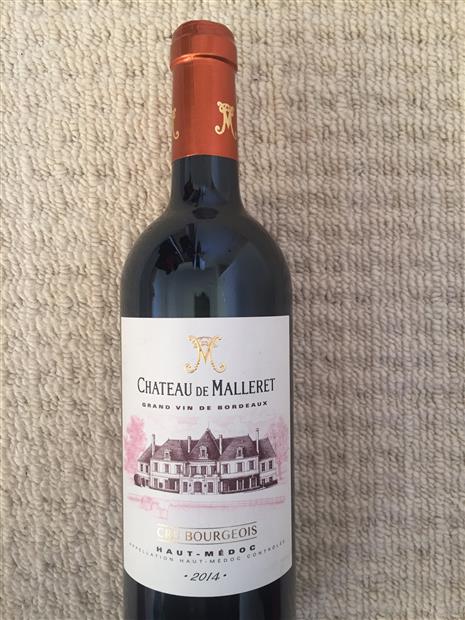 M
M
CHATEAU DE MALLERET
GRAND VIN DE BORDEAUX
CRU BOURGEOIS
HAUT-MÉDOC
APPELLATION HAUT-MÉDOC CONTRÔLÉE
• 2014 •